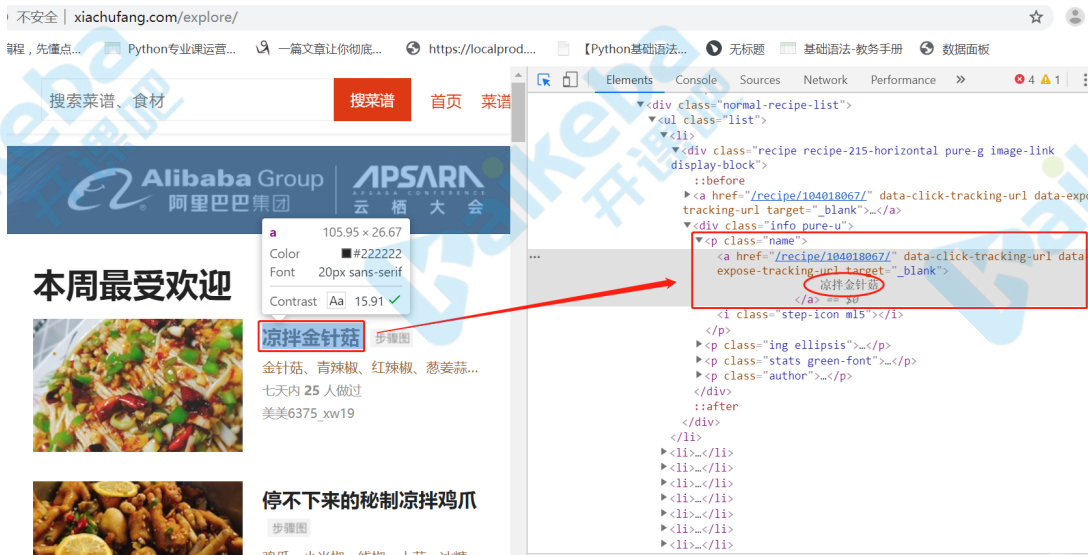 不安全 | xiachufang.com/explore/
编程，先懂点... Python专业课运营... 一篇文章让你彻底... https://localprod.... 【Python基础语法... 无标题 基础语法-教务手册 数据面板
搜索菜谱、食材 搜菜谱 首页 菜谱
Alibaba Group 阿里巴巴集团
APSARA CONFERENCE 云栖大会
a 105.95 × 26.67
Color #222222
Font 20px sans-serif
Contrast Aa 15.91
本周最受欢迎
凉拌金针菇 步骤图
金针菇、青辣椒、红辣椒、葱姜蒜...
七天内 25 人做过
美美6375_xw19
停不下来的秘制凉拌鸡爪
步骤图
Elements Console Sources Network Performance » 4 1
<div class="normal-recipe-list">
<ul class="list">
<li>
<div class="recipe recipe-215-horizontal pure-g image-link
display-block">
::before
<a href="/recipe/104018067/" data-click-tracking-url data-expo
tracking-url target="_blank">…</a>
<div class="info pure-u">
<p class="name">
<a href="/recipe/104018067/" data-click-tracking-url data-
expose-tracking-url target="_blank">
凉拌金针菇
</a> == $0
<i class="step-icon ml5"></i>
</p>
<p class="ing ellipsis">…</p>
<p class="stats green-font">…</p>
<p class="author">…</p>
</div>
::after
</div>
</li>
<li>…</li>
<li>…</li>
<li>…</li>
<li>…</li>
<li>…</li>
<li>…</li>
<li>…</li>
Kaikeba
开课吧